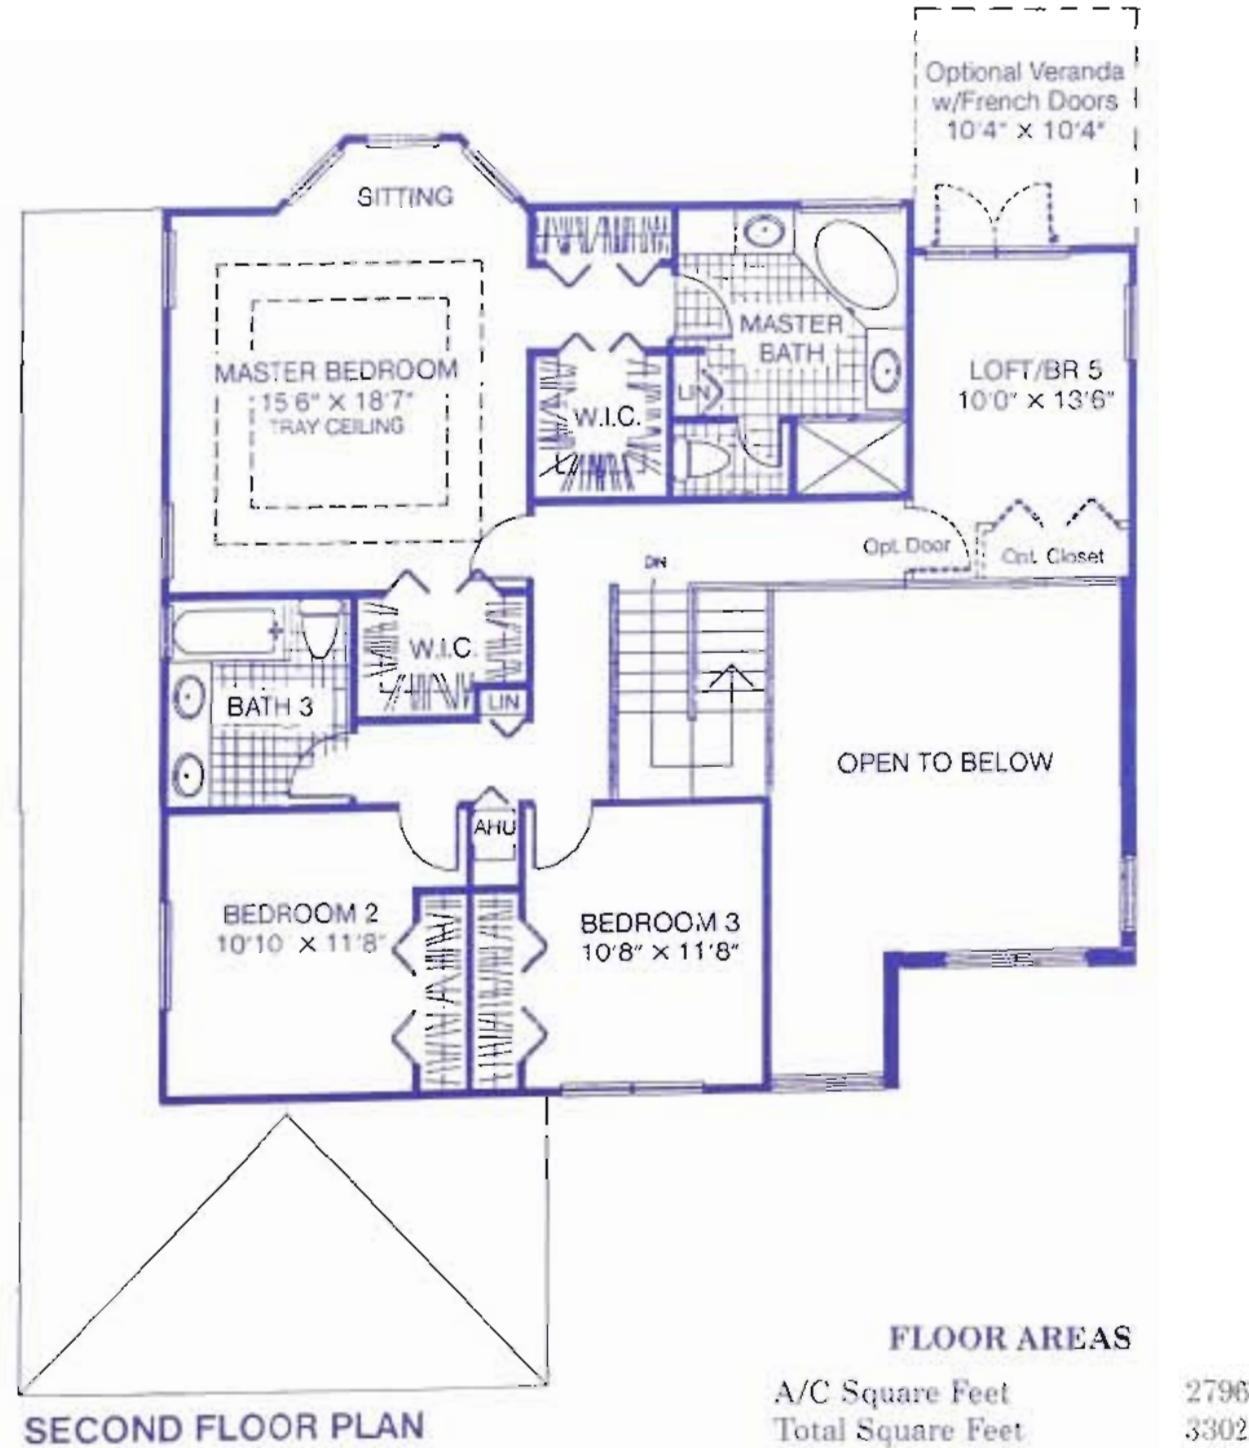 Optional Veranda
w/French Doors
10'4" X 10'4"
SITTING
MASTER BEDROOM
15'6" X 18'7"
TRAY CEILING
W.I.C.
MASTER
BATH
LIN
LOFT/BR 5
10'0" X 13'6"
Opt. Door
Opt. Closet
DN
W.I.C.
LIN
BATH 3
OPEN TO BELOW
AHU
BEDROOM 2
10'10" X 11'8"
BEDROOM 3
10'8" X 11'8"
FLOOR AREAS
A/C Square Feet 2796
Total Square Feet 3302
SECOND FLOOR PLAN